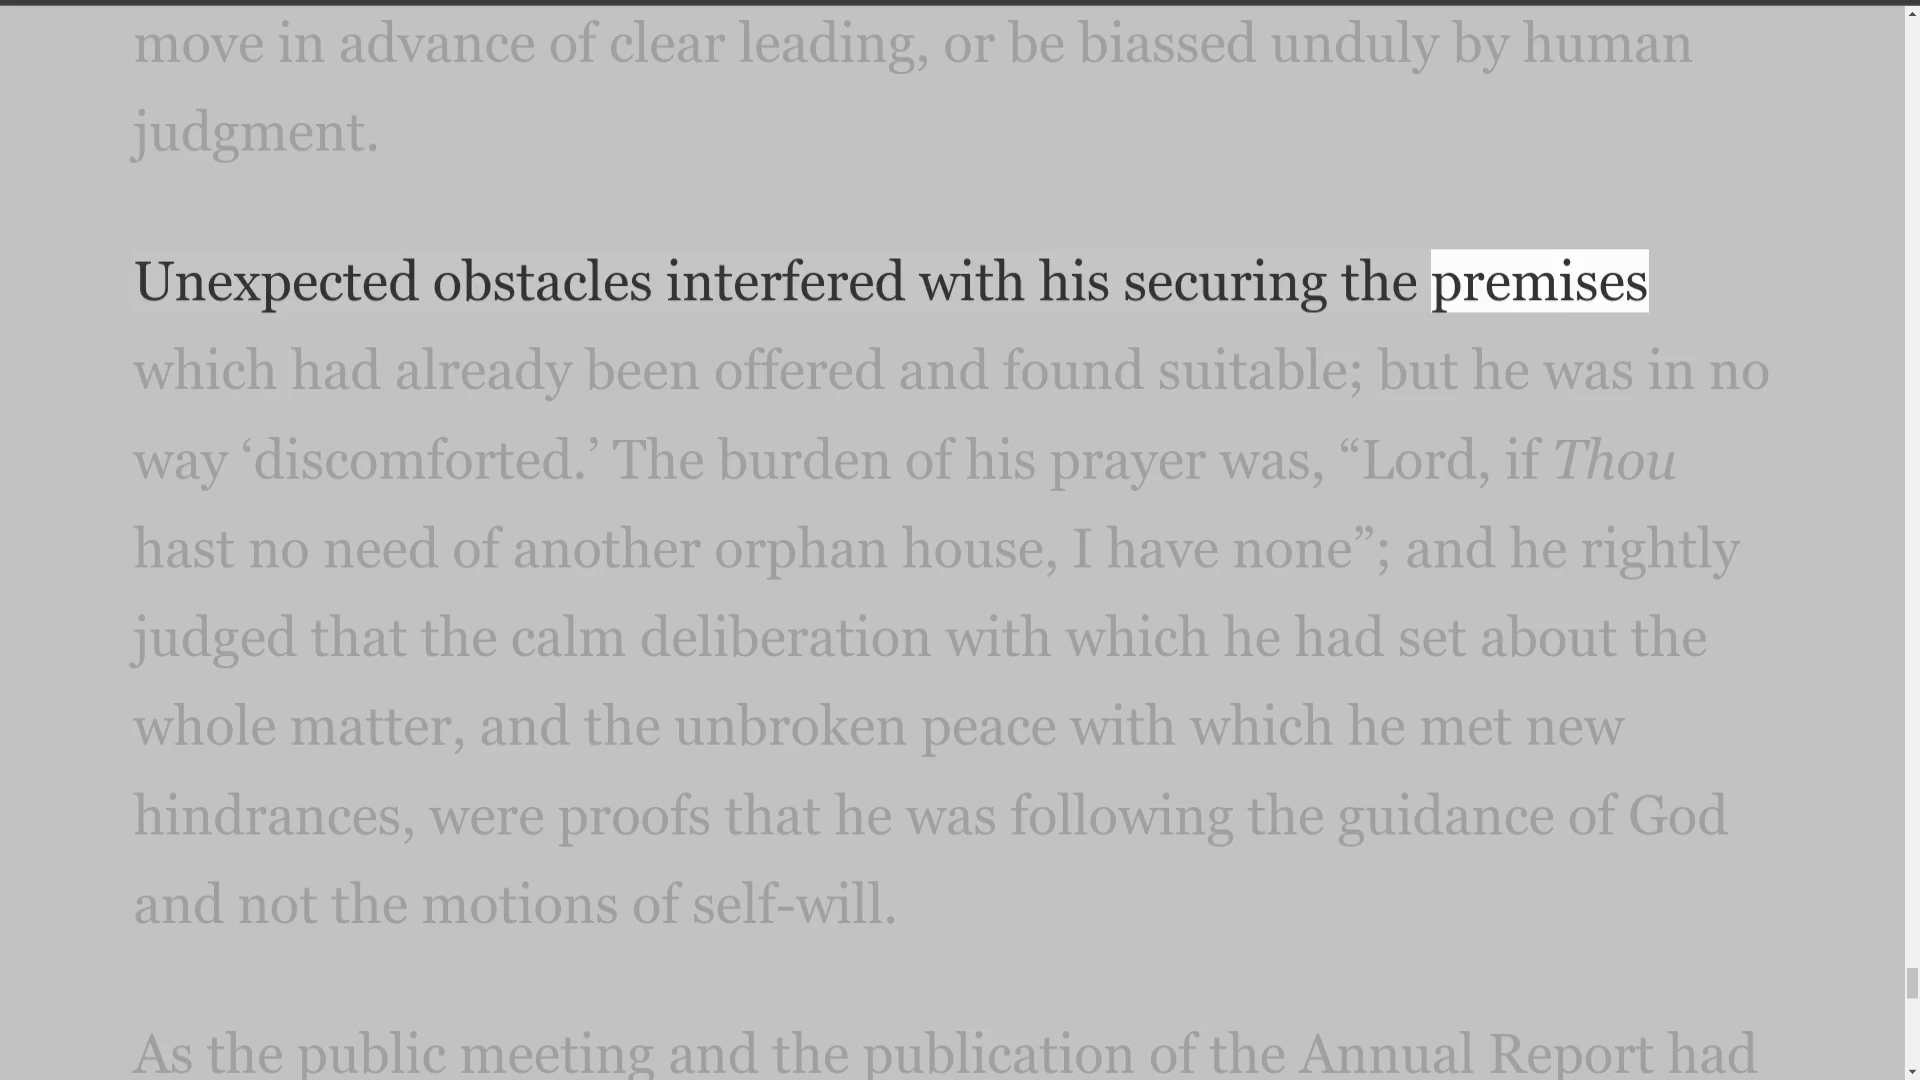 move in advance of clear leading, or be biassed unduly by human
judgment.
Unexpected obstacles interfered with his securing the premises
which had already been offered and found suitable; but he was in no
way ‘discomforted.’ The burden of his prayer was, “Lord, if Thou
hast no need of another orphan house, I have none”; and he rightly
judged that the calm deliberation with which he had set about the
whole matter, and the unbroken peace with which he met new
hindrances, were proofs that he was following the guidance of God
and not the motions of self-will.
As the public meeting and the publication of the Annual Report had